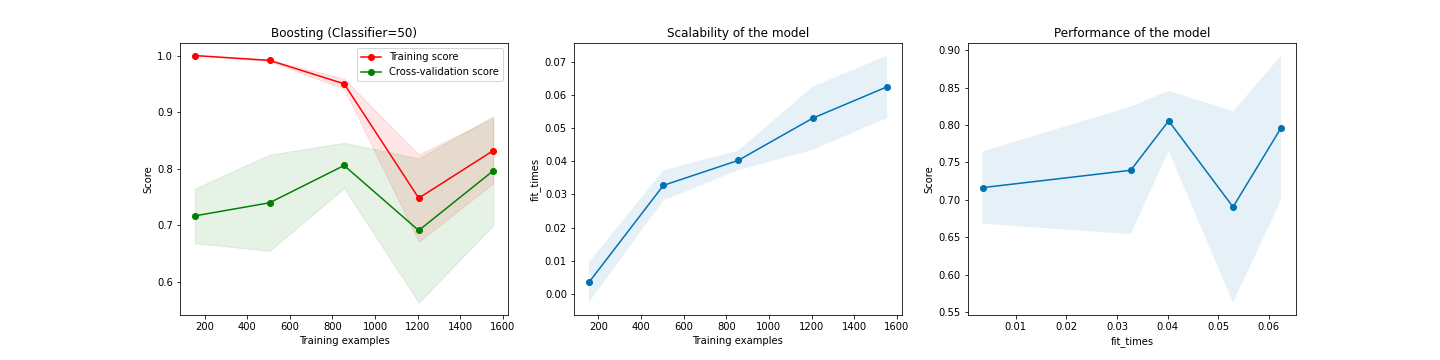 Boosting (Classifier=50)
Training score
Cross-validation score
1.0
0.9
0.8
0.7
0.6
Score
200 400 600 800 1000 1200 1400 1600
Training examples
Scalability of the model
0.07
0.06
0.05
0.04
0.03
0.02
0.01
0.00
fit_times
200 400 600 800 1000 1200 1400 1600
Training examples
Performance of the model
0.90
0.85
0.80
0.75
0.70
0.65
0.60
0.55
Score
0.01 0.02 0.03 0.04 0.05 0.06
fit_times